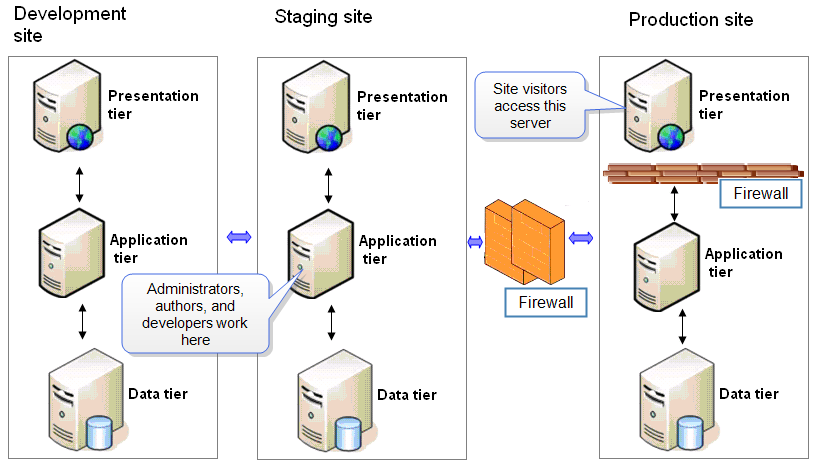 Development
site
Staging site
Production site
Presentation
tier
Presentation
tier
Site visitors
access this
server
Presentation
tier
Firewall
Application
tier
Application
tier
Application
tier
Administrators,
authors, and
developers work
here
Firewall
Data tier
Data tier
Data tier